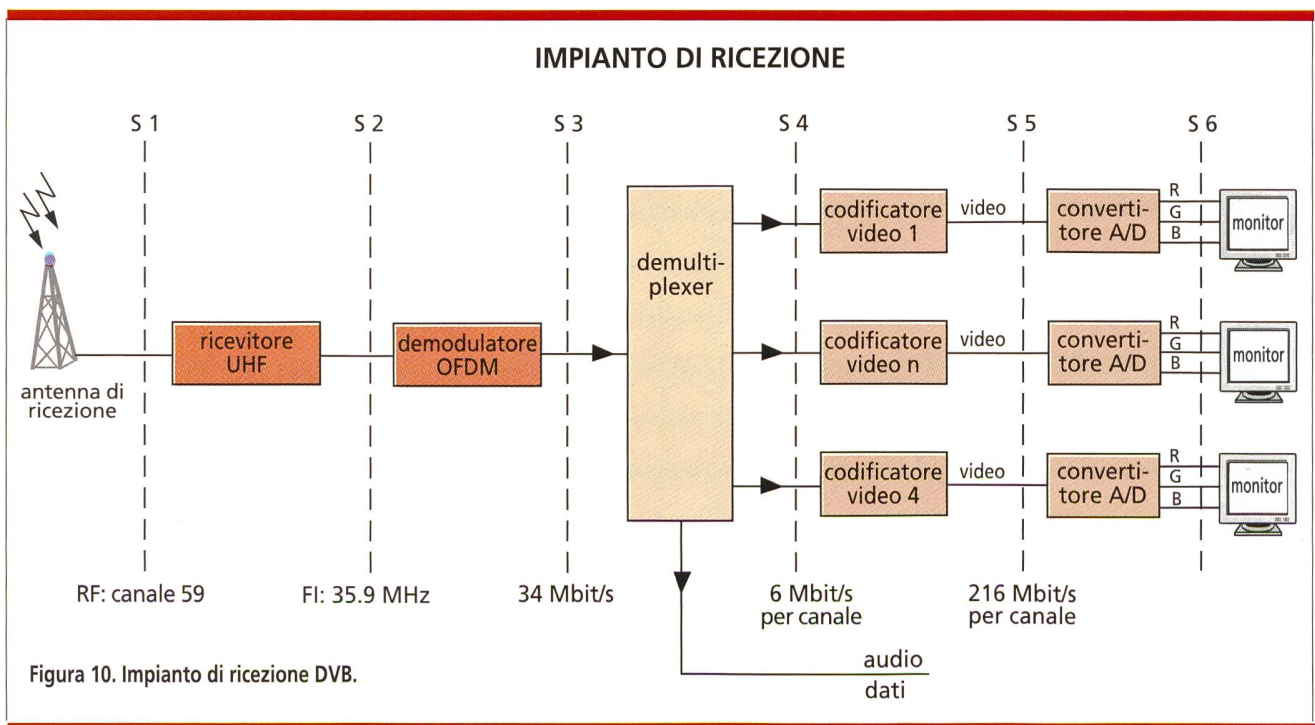 IMPIANTO DI RICEZIONE
S 1
S 2
S 3
S 4
S 5
S 6
antenna di
ricezione
ricevitore
UHF
demodulatore
OFDM
demulti-
plexer
codificatore
video 1
video
converti-
tore A/D
R
G
B
monitor
codificatore
video n
video
converti-
tore A/D
R
G
B
monitor
codificatore
video 4
video
converti-
tore A/D
R
G
B
monitor
RF: canale 59
FI: 35.9 MHz
34 Mbit/s
6 Mbit/s
per canale
216 Mbit/s
per canale
audio
dati
Figura 10. Impianto di ricezione DVB.